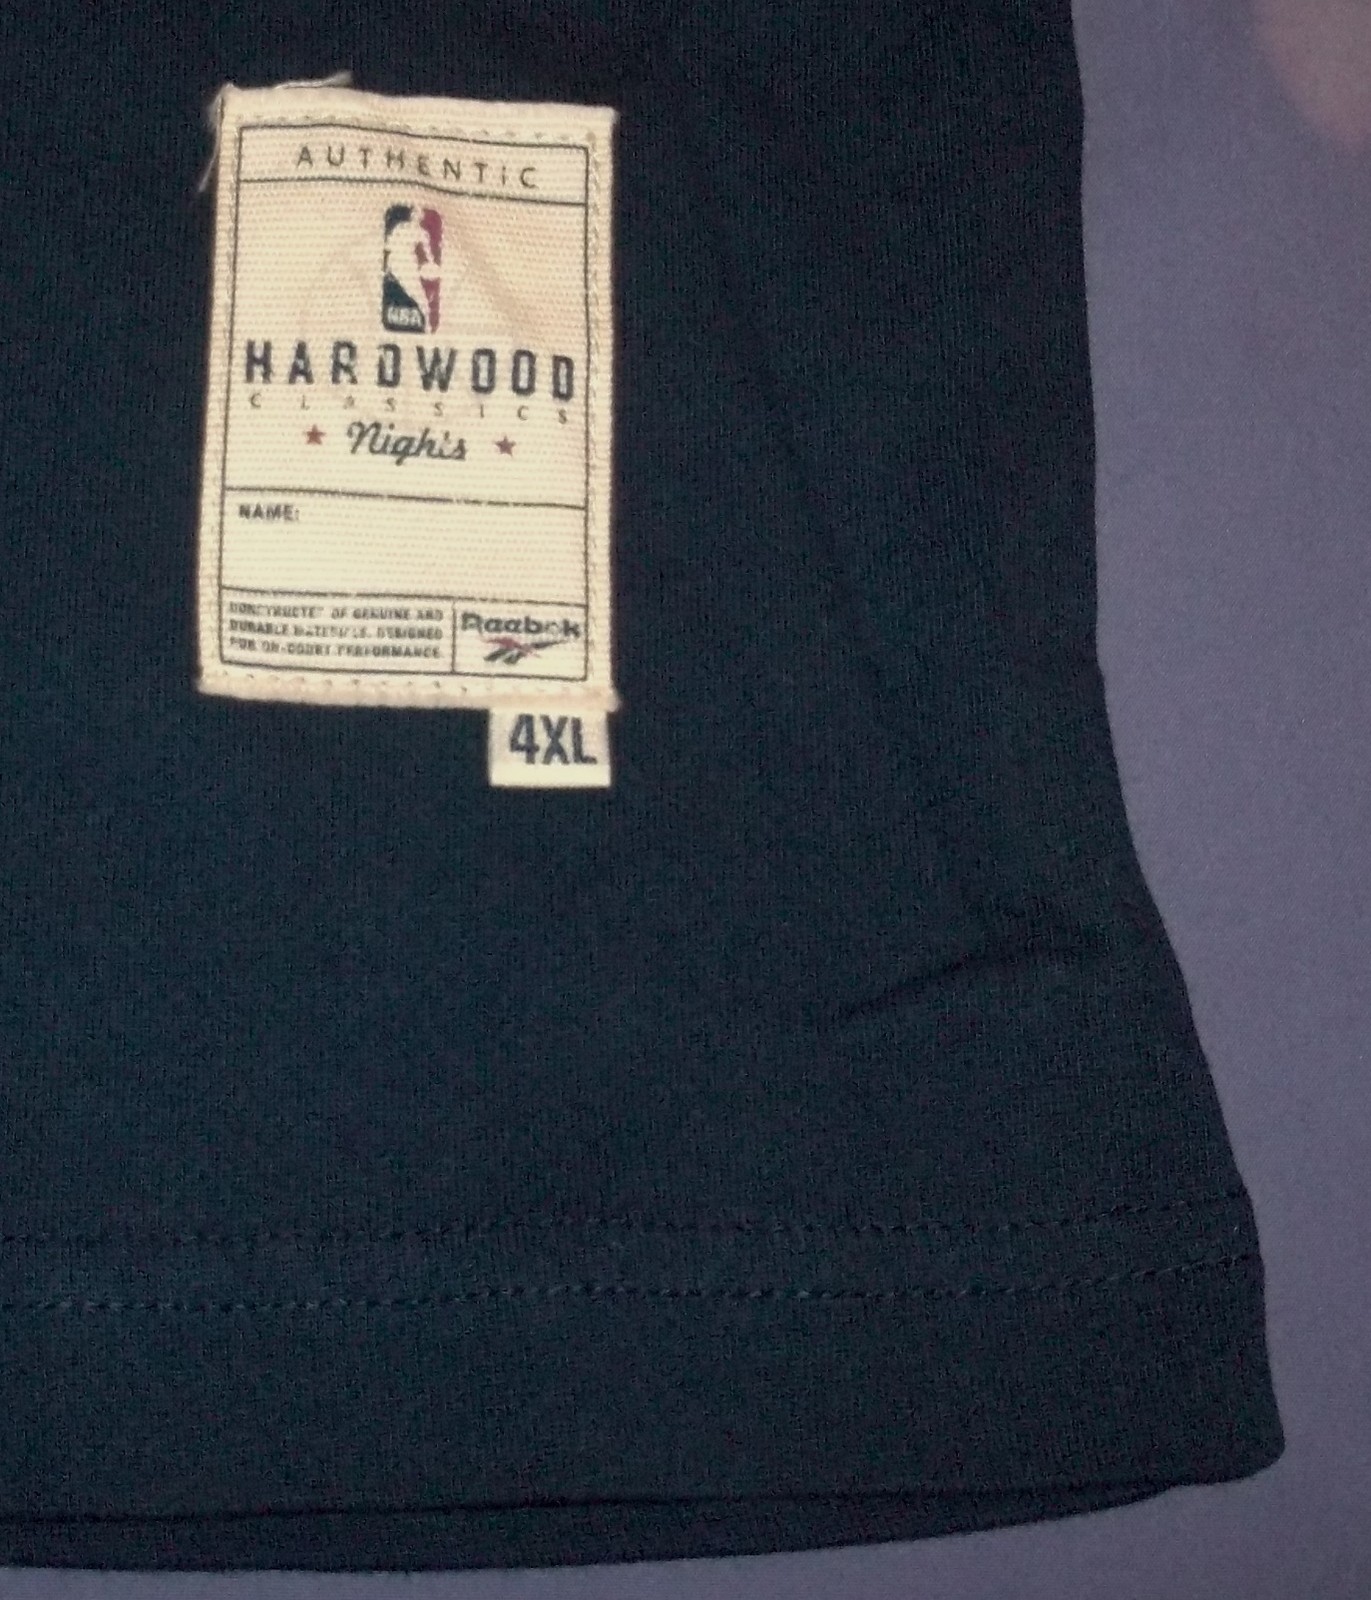 AUTHENTIC
NBA
HARDWOOD
CLASSICS
Nights
NAME:
CONSTRUCTED OF GENUINE AND
DURABLE MATERIALS. DESIGNED
FOR ON-COURT PERFORMANCE.
Reebok
4XL